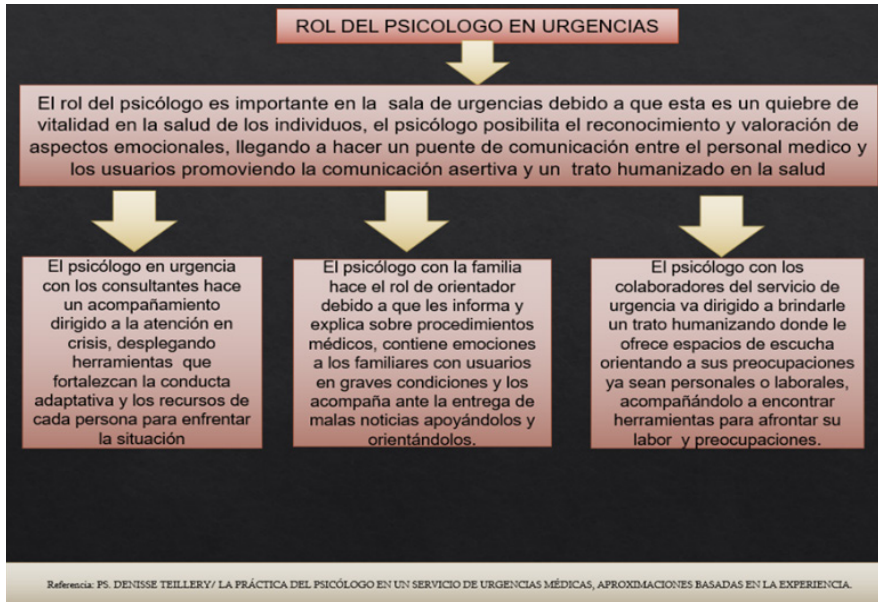 ROL DEL PSICOLOGO EN URGENCIAS
El rol del psicólogo es importante en la sala de urgencias debido a que esta es un quiebre de
vitalidad en la salud de los individuos, el psicólogo posibilita el reconocimiento y valoración de
aspectos emocionales, llegando a hacer un puente de comunicación entre el personal medico y
los usuarios promoviendo la comunicación asertiva y un trato humanizado en la salud
El psicólogo en urgencia
con los consultantes hace
un acompañamiento
dirigido a la atención en
crisis, desplegando
herramientas que
fortalezcan la conducta
adaptativa y los recursos de
cada persona para enfrentar
la situación
El psicólogo con la familia
hace el rol de orientador
debido a que les informa y
explica sobre procedimientos
médicos, contiene emociones
a los familiares con usuarios
en graves condiciones y los
acompaña ante la entrega de
malas noticias apoyándolos y
orientándolos.
El psicólogo con los
colaboradores del servicio de
urgencia va dirigido a brindarle
un trato humanizando donde le
ofrece espacios de escucha
orientando a sus preocupaciones
ya sean personales o laborales,
acompañándolo a encontrar
herramientas para afrontar su
labor y preocupaciones.
Referencia: PS. DENISSE TEILLERY/ LA PRÁCTICA DEL PSICÓLOGO EN UN SERVICIO DE URGENCIAS MÉDICAS, APROXIMACIONES BASADAS EN LA EXPERIENCIA.